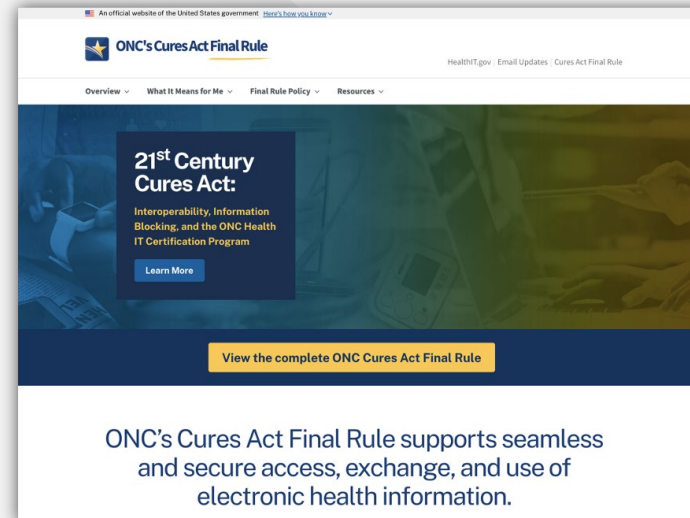 An official website of the United States government Here's how you know
ONC's Cures Act Final Rule
HealthIT.gov | Email Updates | Cures Act Final Rule
Overview What It Means for Me Final Rule Policy Resources
21st Century
Cures Act:
Interoperability, Information
Blocking, and the ONC Health
IT Certification Program
Learn More
View the complete ONC Cures Act Final Rule
ONC's Cures Act Final Rule supports seamless
and secure access, exchange, and use of
electronic health information.